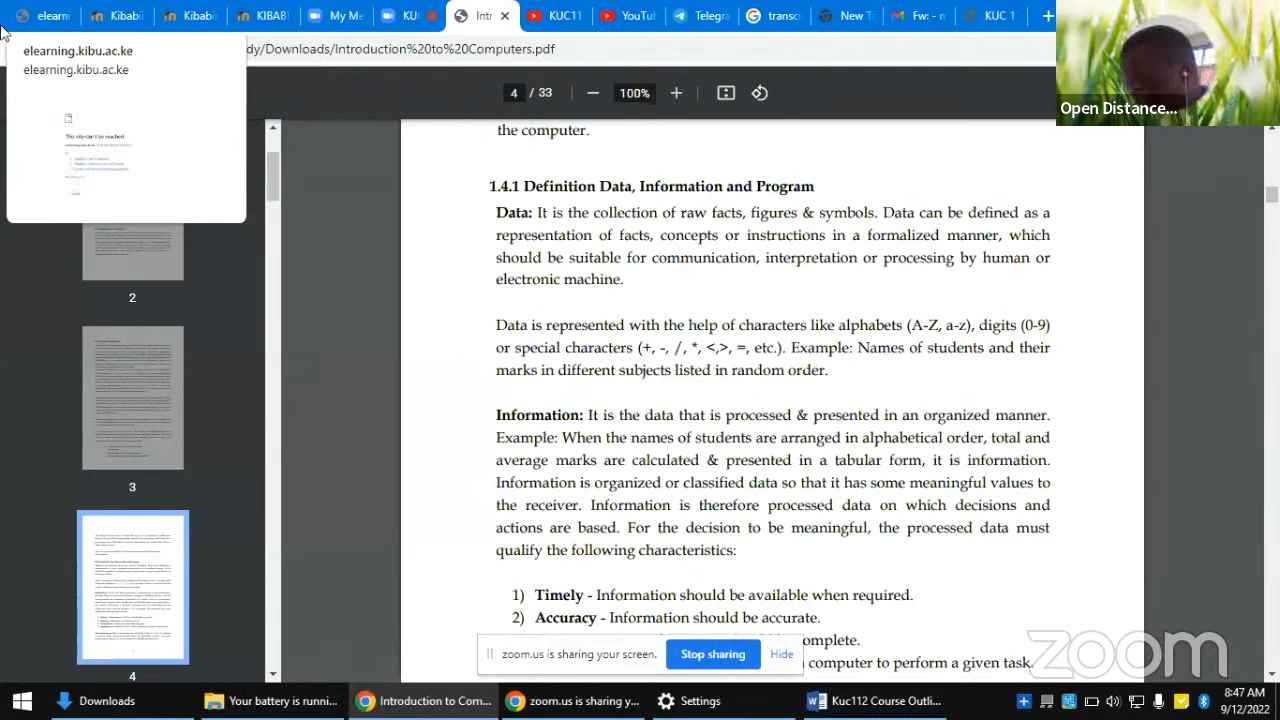 elearn
Kibabi
Kibabi
KIBABI
My Me
KU
Int
KUC11
YouTu
Telegra
transcr
New T
Fw: - n
KUC 1
elearning.kibu.ac.ke
elearning.kibu.ac.ke
This site can't be reached
dy/Downloads/Introduction%20to%20Computers.pdf
4 / 33
100%
Open Distance...
2
3
4
the computer.
1.4.1 Definition Data, Information and Program
Data: It is the collection of raw facts, figures & symbols. Data can be defined as a
representation of facts, concepts or instructions in a formalized manner, which
should be suitable for communication, interpretation or processing by human or
electronic machine.
Data is represented with the help of characters like alphabets (A-Z, a-z), digits (0-9)
or special characters (+, -, /, *, <,>, =, etc.). Example: Names of students and their
marks in different subjects listed in random order.
Information: It is the data that is processed & presented in an organized manner.
Example: When the names of students are arranged in alphabetical order, total and
average marks are calculated & presented in a tabular form, it is information.
Information is organized or classified data so that it has some meaningful values to
the receiver. Information is therefore processed data on which decisions and
actions are based. For the decision to be meaningful, the processed data must
qualify the following characteristics:
1) Timely - Information should be available when required.
2) Accuracy - Information should be accurate.
omplete.
computer to perform a given task.
zoom.us is sharing your screen.
Stop sharing
Hide
zoom
Downloads
Your battery is runni...
Introduction to Com...
zoom.us is sharing y...
Settings
Kuc112 Course Outli...
8:47 AM
9/12/2022